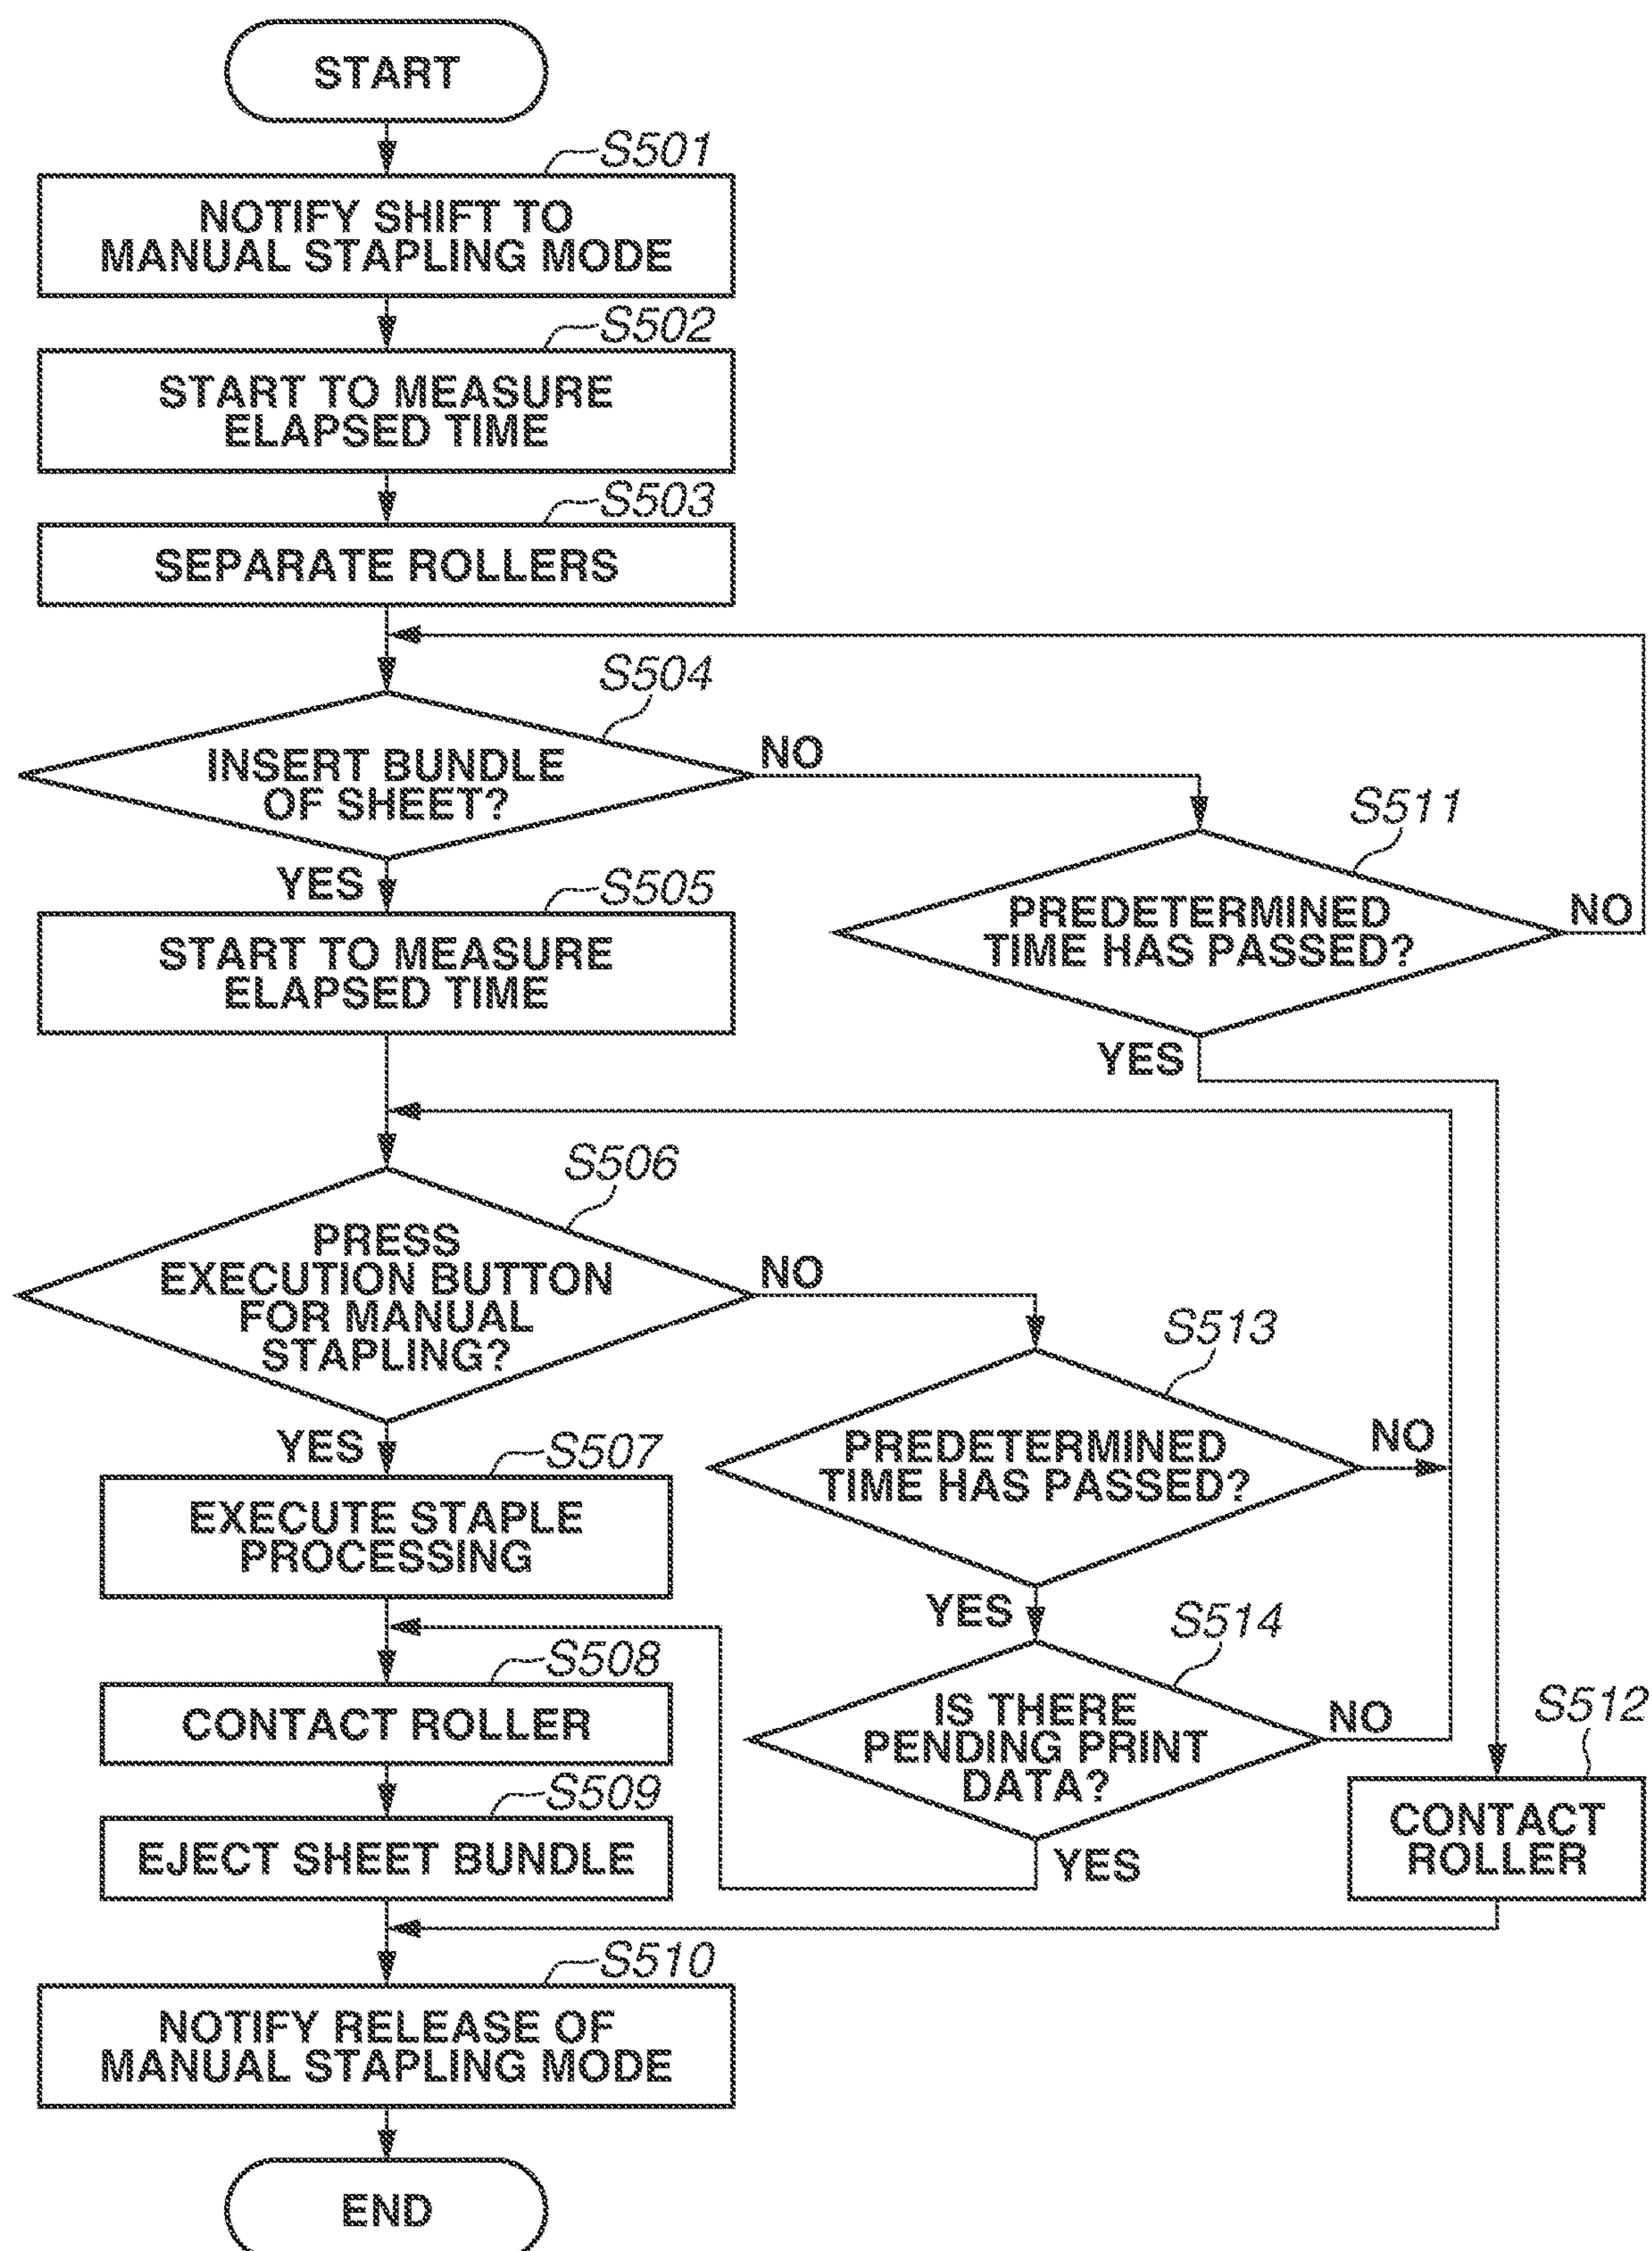 START
S501
NOTIFY SHIFT TO
MANUAL STAPLING MODE
S502
START TO MEASURE
ELAPSED TIME
S503
SEPARATE ROLLERS
S504
INSERT BUNDLE
OF SHEET?
NO
YES
S511
PREDETERMINED
TIME HAS PASSED?
NO
YES
S505
START TO MEASURE
ELAPSED TIME
S506
PRESS
EXECUTION BUTTON
FOR MANUAL
STAPLING?
NO
YES
S513
PREDETERMINED
TIME HAS PASSED?
NO
YES
S507
EXECUTE STAPLE
PROCESSING
S514
IS THERE
PENDING PRINT
DATA?
NO
YES
S508
CONTACT ROLLER
S512
CONTACT
ROLLER
S509
EJECT SHEET BUNDLE
S510
NOTIFY RELEASE OF
MANUAL STAPLING MODE
END